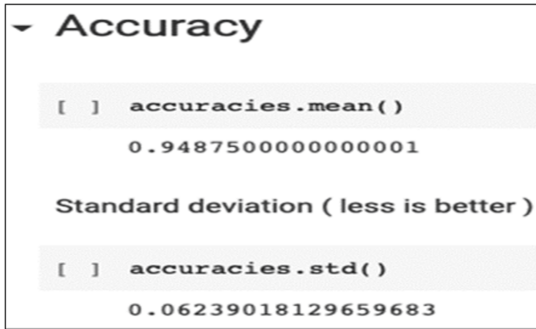 Accuracy
[ ] accuracies.mean()
0.9487500000000001
Standard deviation ( less is better )
[ ] accuracies.std()
0.06239018129659683